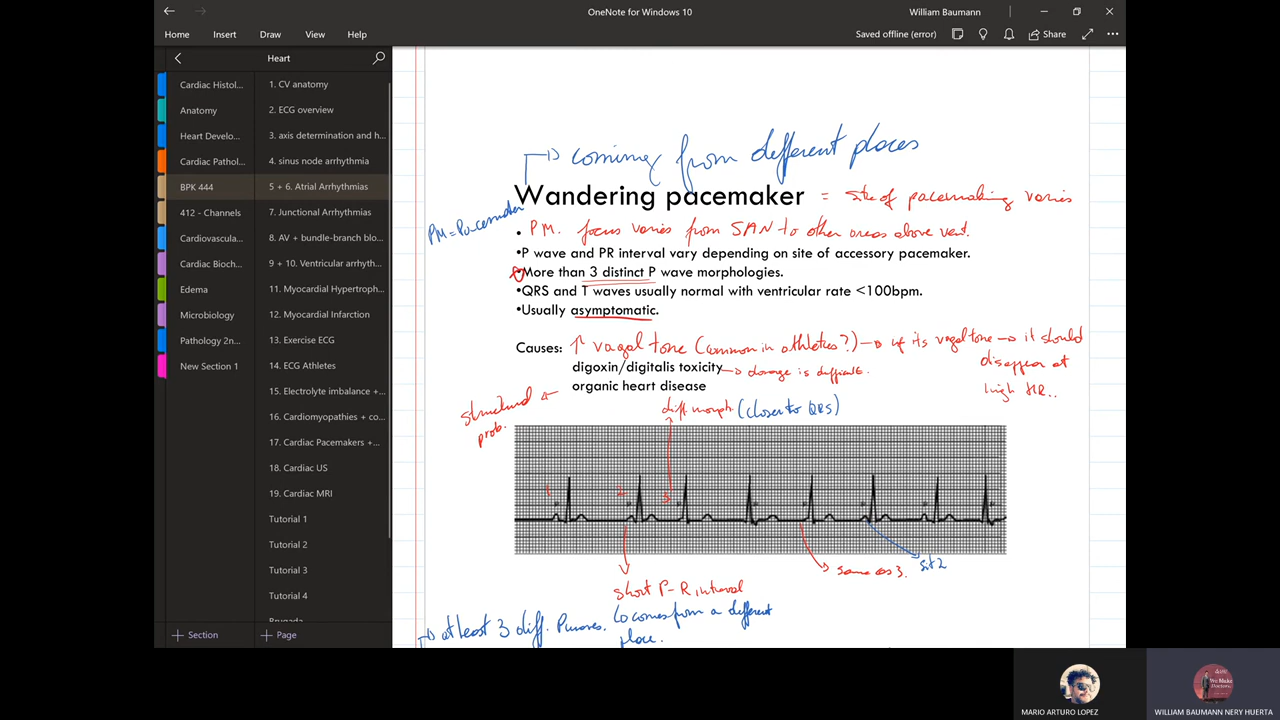 OneNote for Windows 10
William Baumann
Home Insert Draw View Help
Saved offline (error)
Share
Heart
Cardiac Histol...
Anatomy
Heart Develo...
Cardiac Pathol...
BPK 444
412 - Channels
Cardiovascula...
Cardiac Bioch...
Edema
Microbiology
Pathology 2n...
New Section 1
1. CV anatomy
2. ECG overview
3. axis determination and h...
4. sinus node arrhythmia
5 + 6. Atrial Arrhythmias
7. Junctional Arrhythmias
8. AV + bundle-branch blo...
9 + 10. Ventricular arryth...
11. Myocardial Hypertroph...
12. Myocardial Infarction
13. Exercise ECG
14. ECG Athletes
15. Electrolyte imbalance +...
16. Cardiomyopathies + co...
17. Cardiac Pacemakers +...
18. Cardiac US
19. Cardiac MRI
Tutorial 1
Tutorial 2
Tutorial 3
Tutorial 4
Brugada
+ Section
+ Page
coming from different places
Wandering pacemaker = site of pacemaking varies
PM = Pacemaker
• PM. focus varies from SAN to other areas above vent.
•P wave and PR interval vary depending on site of accessory pacemaker.
•More than 3 distinct P wave morphologies.
•QRS and T waves usually normal with ventricular rate <100bpm.
•Usually asymptomatic.
Causes: ↑ vagal tone (common in athletics?) → if its vagal tone → it should
disappear at
high HR..
digoxin/digitalis toxicity → dosage is difficult.
organic heart disease
structural
prob.
diff morph. (closer to QRS)
1 2 3
same as 3.
short P-R interval
comes from a different
place.
at least 3 diff. P waves.
MARIO ARTURO LOPEZ
WILLIAM BAUMANN NERY HUERTA